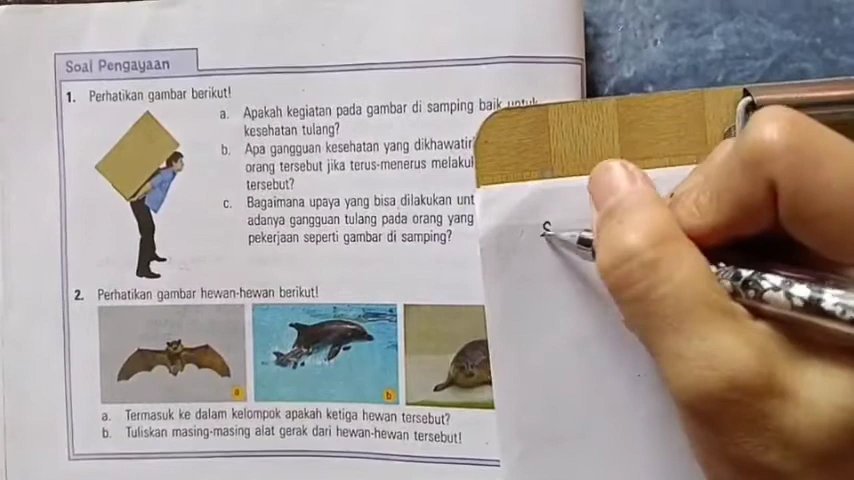 Soal Pengayaan
1. Perhatikan gambar berikut!
a. Apakah kegiatan pada gambar di samping baik untuk
kesehatan tulang?
b. Apa gangguan kesehatan yang dikhawatir
orang tersebut jika terus-menerus melakuk
tersebut?
c. Bagaimana upaya yang bisa dilakukan unt
adanya gangguan tulang pada orang yang
pekerjaan seperti gambar di samping?
2. Perhatikan gambar hewan-hewan berikut!
a
b
a. Termasuk ke dalam kelompok apakah ketiga hewan tersebut?
b. Tuliskan masing-masing alat gerak dari hewan-hewan tersebut!